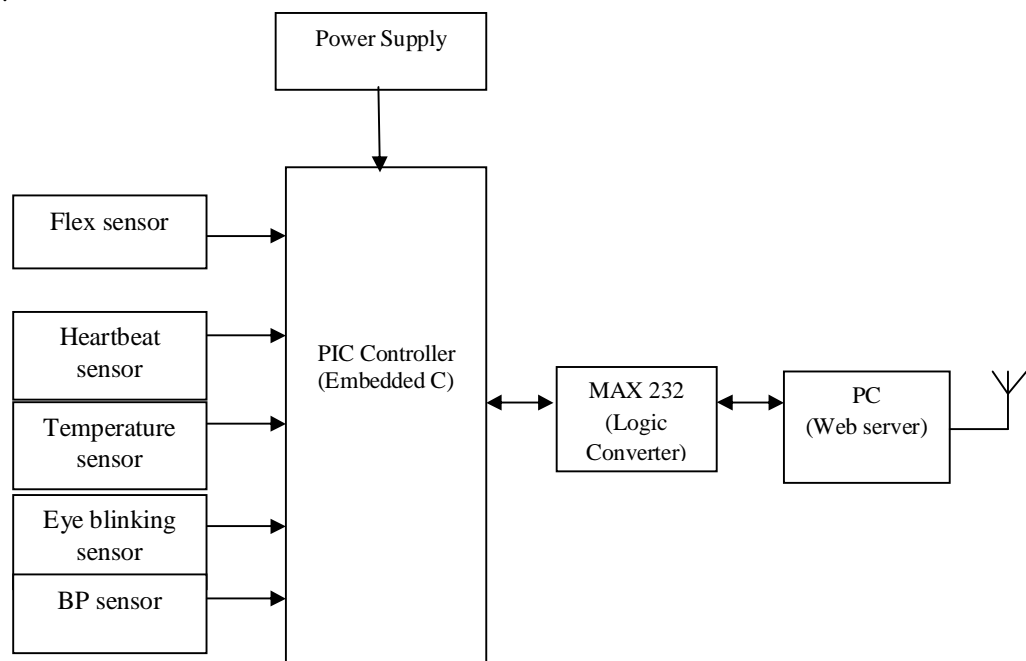 Power Supply
Flex sensor
Heartbeat
sensor
Temperature
sensor
Eye blinking
sensor
BP sensor
PIC Controller
(Embedded C)
MAX 232
(Logic
Converter)
PC
(Web server)